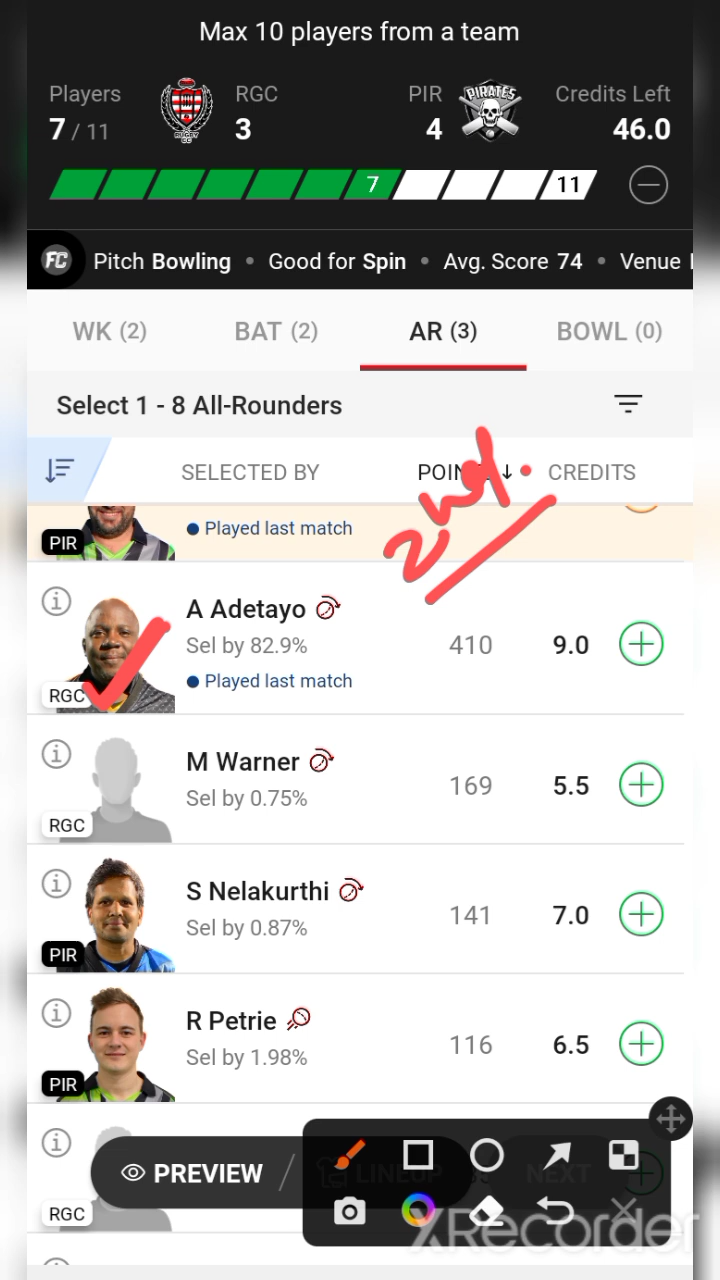 Max 10 players from a team
Players RGC PIR PIRATES Credits Left
7 / 11 3 4 46.0
7 11
FC Pitch Bowling • Good for Spin • Avg. Score 74 • Venue
WK (2) BAT (2) AR (3) BOWL (0)
Select 1 - 8 All-Rounders
SELECTED BY POINTS ↓ CREDITS
2nd.
PIR Played last match
A Adetayo
Sel by 82.9% 410 9.0
RGC Played last match
M Warner
Sel by 0.75% 169 5.5
RGC
S Nelakurthi
Sel by 0.87% 141 7.0
PIR
R Petrie
Sel by 1.98% 116 6.5
PIR
PREVIEW / LINEUP NEXT
RGC
XRecorder